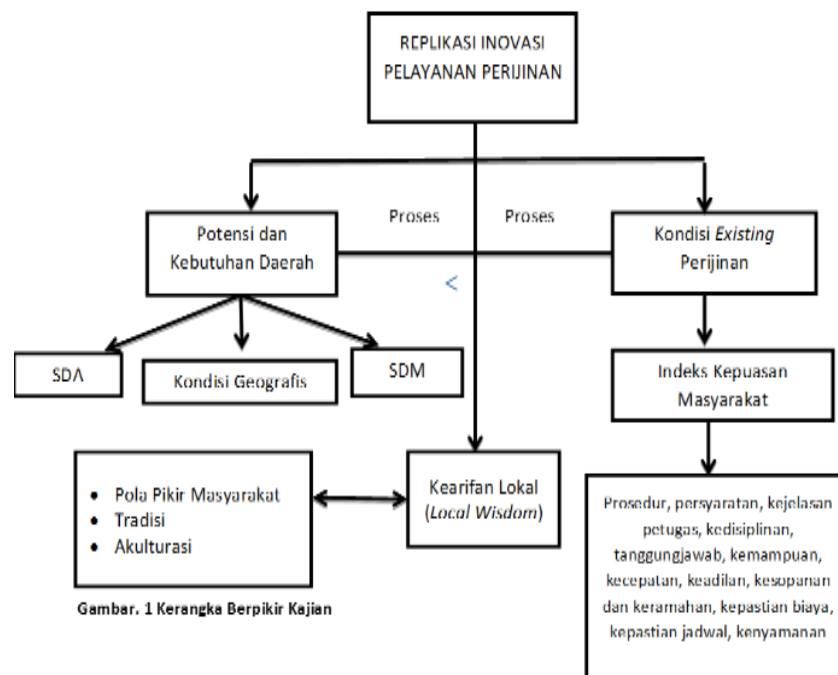 REPLIKASI INOVASI
PELAYANAN PERIJINAN
Potensi dan
Kebutuhan Daerah
Proses
Proses
Kondisi Existing
Perijinan
<
SDA
Kondisi Geografis
SDM
Indeks Kepuasan
Masyarakat
• Pola Pikir Masyarakat
• Tradisi
• Akulturasi
Kearifan Lokal
(Local Wisdom)
Prosedur, persyaratan, kejelasan
petugas, kedisiplinan,
tanggungjawab, kemampuan,
kecepatan, keadilan, kesopanan
dan keramahan, kepastian biaya,
kepastian jadwal, kenyamanan
Gambar. 1 Kerangka Berpikir Kajian